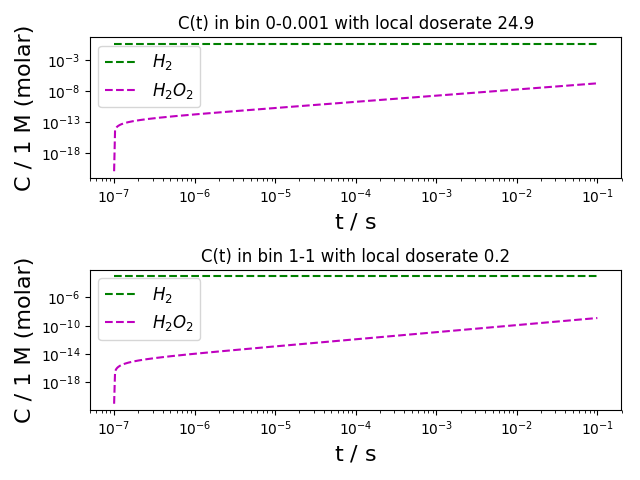 C(t) in bin 0-0.001 with local doserate 24.9
C / 1 M (molar)
10⁻³
10⁻⁸
10⁻¹³
10⁻¹⁸
H₂
H₂O₂
10⁻⁷ 10⁻⁶ 10⁻⁵ 10⁻⁴ 10⁻³ 10⁻² 10⁻¹
t / s
C(t) in bin 1-1 with local doserate 0.2
C / 1 M (molar)
10⁻⁶
10⁻¹⁰
10⁻¹⁴
10⁻¹⁸
H₂
H₂O₂
10⁻⁷ 10⁻⁶ 10⁻⁵ 10⁻⁴ 10⁻³ 10⁻² 10⁻¹
t / s